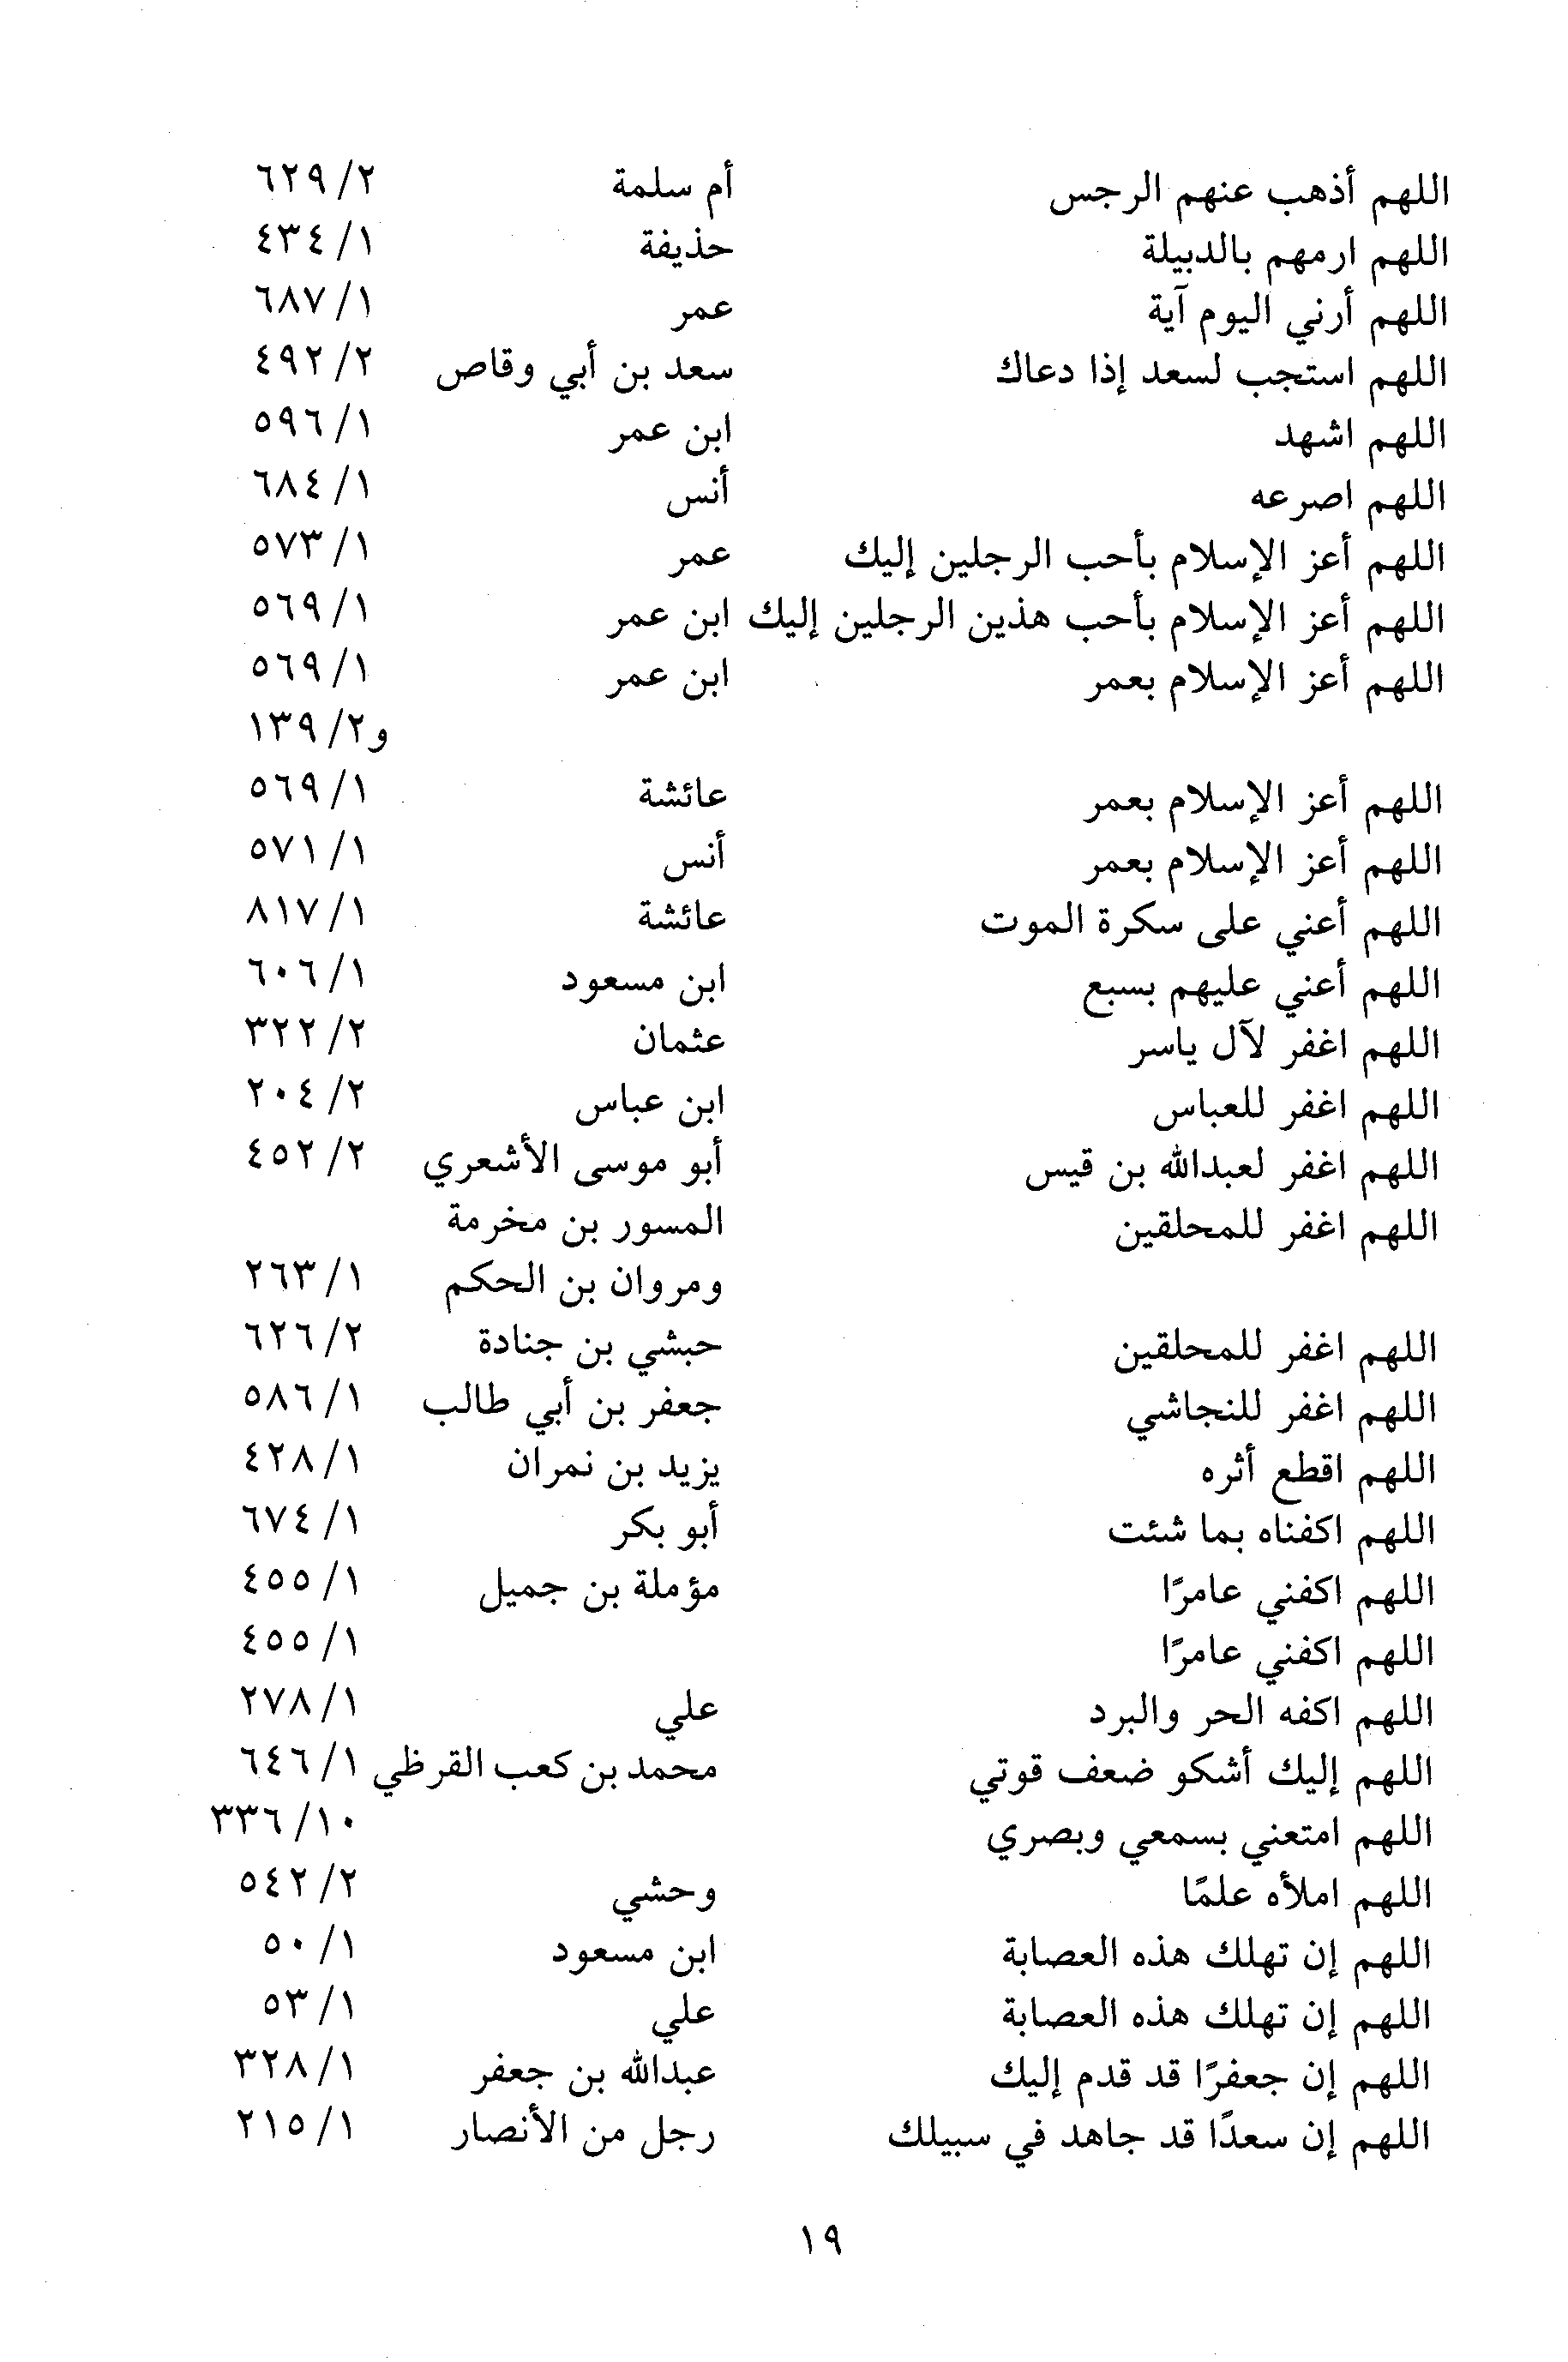 اللهم أذهب عنهم الرجس أم سلمة ٢/ ٦٢٩
اللهم ارمهم بالدبيلة حذيفة ١/ ٤٣٤
اللهم أرني اليوم آية عمر ١/ ٦٨٧
اللهم استجب لسعد إذا دعاك سعد بن أبي وقاص ٢/ ٤٩٢
اللهم اشهد ابن عمر ١/ ٥٩٦
اللهم اصرعه أنس ١/ ٦٨٤
اللهم أعز الإسلام بأحب الرجلين إليك عمر ١/ ٥٧٣
اللهم أعز الإسلام بأحب هذين الرجلين إليك ابن عمر ١/ ٥٦٩
اللهم أعز الإسلام بعمر ابن عمر ١/ ٥٦٩
و٢/ ١٣٩
اللهم أعز الإسلام بعمر عائشة ١/ ٥٦٩
اللهم أعز الإسلام بعمر أنس ١/ ٥٧١
اللهم أعني على سكرة الموت عائشة ١/ ٨١٧
اللهم أعني عليهم بسبع ابن مسعود ١/ ٦٠٦
اللهم اغفر لآل ياسر عثمان ٢/ ٣٢٢
اللهم اغفر للعباس ابن عباس ٢/ ٢٠٤
اللهم اغفر لعبدالله بن قيس أبو موسى الأشعري ٢/ ٤٥٢
اللهم اغفر للمحلقين المسور بن مخرمة
ومروان بن الحكم ١/ ٢٦٣
اللهم اغفر للمحلقين حبشي بن جنادة ٢/ ٦٢٦
اللهم اغفر للنجاشي جعفر بن أبي طالب ١/ ٥٨٦
اللهم اقطع أثره يزيد بن نمران ١/ ٤٢٨
اللهم اكفناه بما شئت أبو بكر ١/ ٦٧٤
اللهم اكفني عامرًا مؤملة بن جميل ١/ ٤٥٥
اللهم اكفني عامرًا ١/ ٤٥٥
اللهم اكفه الحر والبرد علي ١/ ٢٧٨
اللهم إليك أشكو ضعف قوتي محمد بن كعب القرظي ١/ ٦٤٦
اللهم امتعني بسمعي وبصري ١٠/ ٣٣٦
اللهم املأه علمًا وحشي ٢/ ٥٤٢
اللهم إن تهلك هذه العصابة ابن مسعود ١/ ٥٠
اللهم إن تهلك هذه العصابة علي ١/ ٥٣
اللهم إن جعفرًا قد قدم إليك عبدالله بن جعفر ١/ ٣٢٨
اللهم إن سعدًا قد جاهد في سبيلك رجل من الأنصار ١/ ٢١٥
١٩